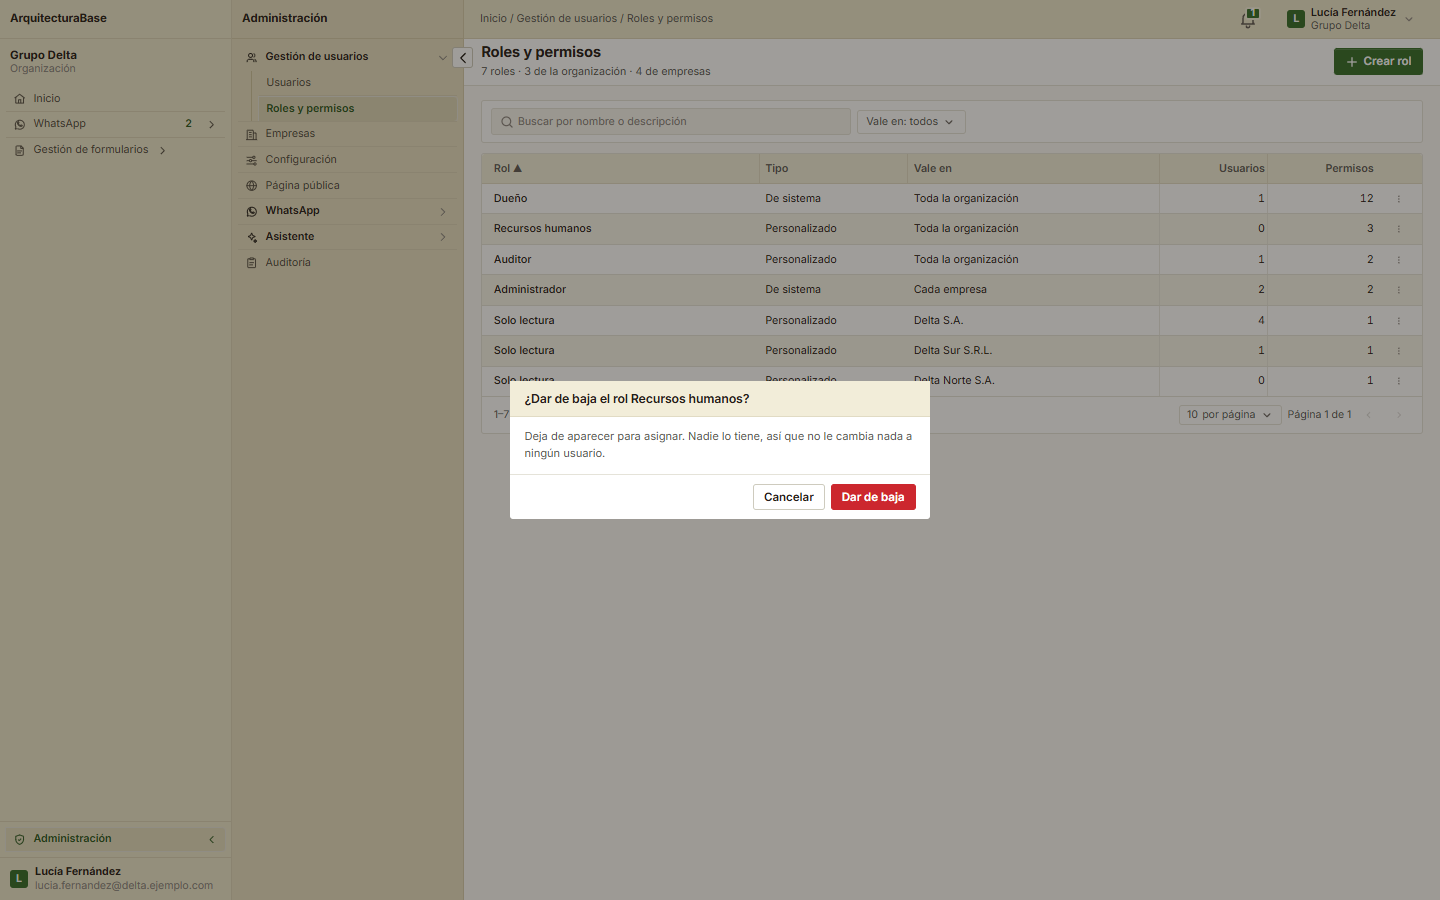 ArquitecturaBase
Grupo Delta
Organización
Inicio
WhatsApp 2
Gestión de formularios
Administración
Lucía Fernández
lucia.fernandez@delta.ejemplo.com
Administración
Gestión de usuarios
Usuarios
Roles y permisos
Empresas
Configuración
Página pública
WhatsApp
Asistente
Auditoría
Inicio / Gestión de usuarios / Roles y permisos
1
L Lucía Fernández
Grupo Delta
Roles y permisos
7 roles · 3 de la organización · 4 de empresas
Crear rol
Buscar por nombre o descripción
Vale en: todos
Rol Tipo Vale en Usuarios Permisos
Dueño De sistema Toda la organización 1 12
Recursos humanos Personalizado Toda la organización 0 3
Auditor Personalizado Toda la organización 1 2
Administrador De sistema Cada empresa 2 2
Solo lectura Personalizado Delta S.A. 4 1
Solo lectura Personalizado Delta Sur S.R.L. 1 1
Solo lectura Personalizado Delta Norte S.A. 0 1
1–7
10 por página Página 1 de 1
¿Dar de baja el rol Recursos humanos?
Deja de aparecer para asignar. Nadie lo tiene, así que no le cambia nada a
ningún usuario.
Cancelar Dar de baja
L